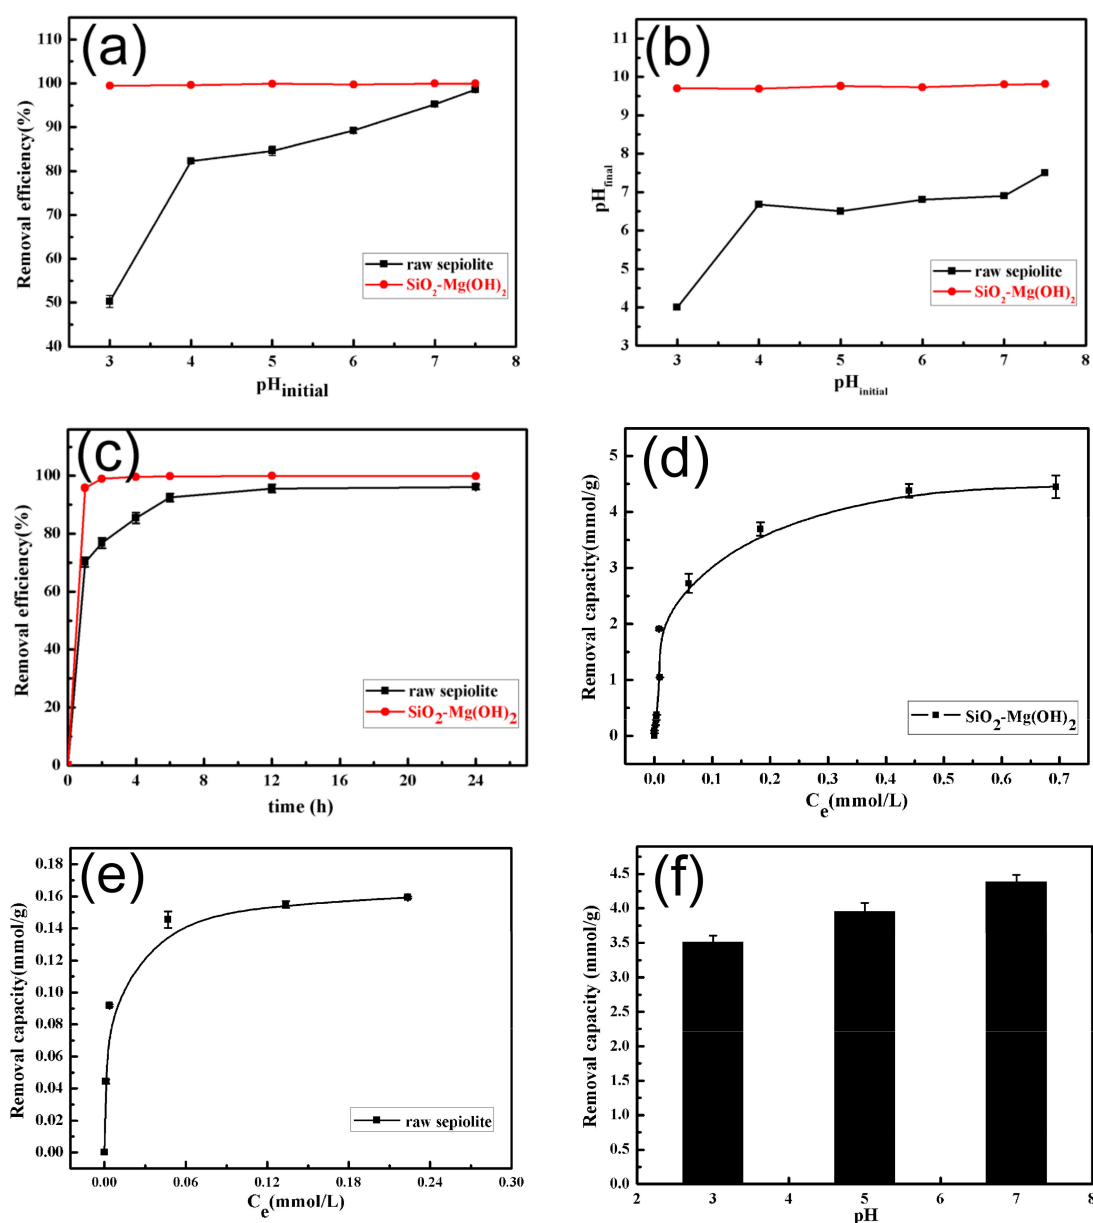 (a)
110
100
90
80
70
60
50
40
Removal efficiency(%)
raw sepiolite
SiO2-Mg(OH)2
3 4 5 6 7 8
pHinitial
(b)
11
10
9
8
7
6
5
4
3
pHfinal
raw sepiolite
SiO2-Mg(OH)2
3 4 5 6 7 8
pHinitial
(c)
100
80
60
40
20
0
Removal efficiency(%)
raw sepiolite
SiO2-Mg(OH)2
0 4 8 12 16 20 24
time (h)
(d)
5
4
3
2
1
0
Removal capacity(mmol/g)
SiO2-Mg(OH)2
0.0 0.1 0.2 0.3 0.4 0.5 0.6 0.7
Ce(mmol/L)
(e)
0.18
0.16
0.14
0.12
0.10
0.08
0.06
0.04
0.02
0.00
Removal capacity(mmol/g)
raw sepiolite
0.00 0.06 0.12 0.18 0.24 0.30
Ce(mmol/L)
(f)
4.5
4.0
3.5
3.0
2.5
2.0
1.5
1.0
0.5
0.0
Removal capacity (mmol/g)
2 3 4 5 6 7 8
pH